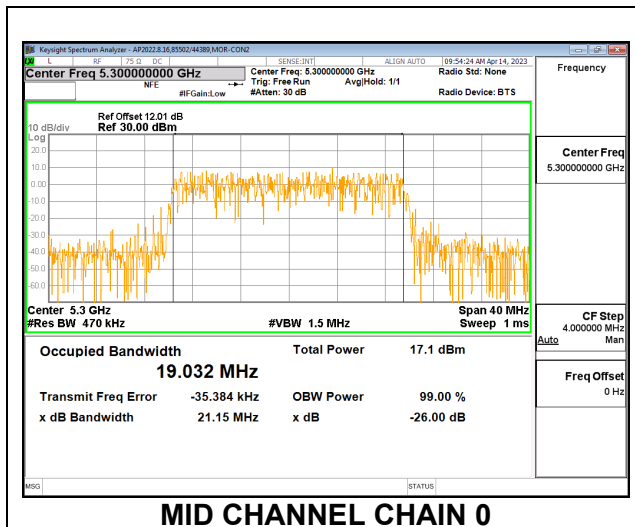 Keysight Spectrum Analyzer - AP2022.8.16,85502/44389,MOR-CON2
L RF 75 Ω DC SENSE:INT ALIGN AUTO 09:54:24 AM Apr 14, 2023
Center Freq 5.300000000 GHz Center Freq: 5.300000000 GHz Radio Std: None Frequency
NFE Trig: Free Run Avg|Hold: 1/1
#IFGain:Low #Atten: 30 dB Radio Device: BTS
Ref Offset 12.01 dB
10 dB/div Ref 30.00 dBm
Log
20.0
10.0
0.00
-10.0
-20.0
-30.0
-40.0
-50.0
-60.0
Center 5.3 GHz Span 40 MHz
#Res BW 470 kHz #VBW 1.5 MHz Sweep 1 ms
Occupied Bandwidth Total Power 17.1 dBm
19.032 MHz
Transmit Freq Error -35.384 kHz OBW Power 99.00 %
x dB Bandwidth 21.15 MHz x dB -26.00 dB
Center Freq
5.300000000 GHz
CF Step
4.000000 MHz
Auto Man
Freq Offset
0 Hz
MSG STATUS
MID CHANNEL CHAIN 0